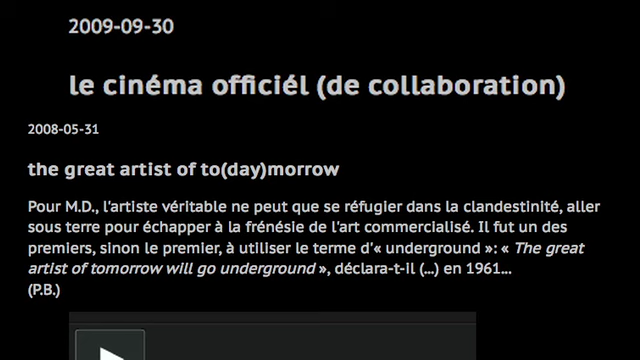 2009-09-30
le cinéma officiél (de collaboration)
2008-05-31
the great artist of to(day)morrow
Pour M.D., l'artiste véritable ne peut que se réfugier dans la clandestinité, aller
sous terre pour échapper à la frénésie de l'art commercialisé. Il fut un des
premiers, sinon le premier, à utiliser le terme d'« underground »: « The great
artist of tomorrow will go underground », déclara-t-il (...) en 1961...
(P.B.)